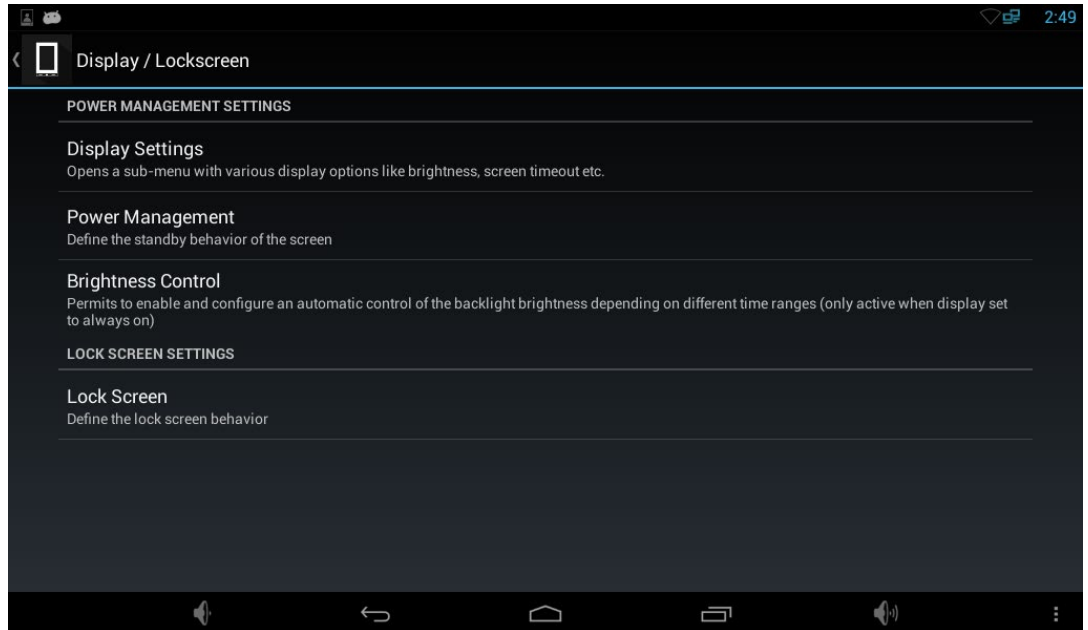 2:49
Display / Lockscreen
POWER MANAGEMENT SETTINGS
Display Settings
Opens a sub-menu with various display options like brightness, screen timeout etc.
Power Management
Define the standby behavior of the screen
Brightness Control
Permits to enable and configure an automatic control of the backlight brightness depending on different time ranges (only active when display set
to always on)
LOCK SCREEN SETTINGS
Lock Screen
Define the lock screen behavior